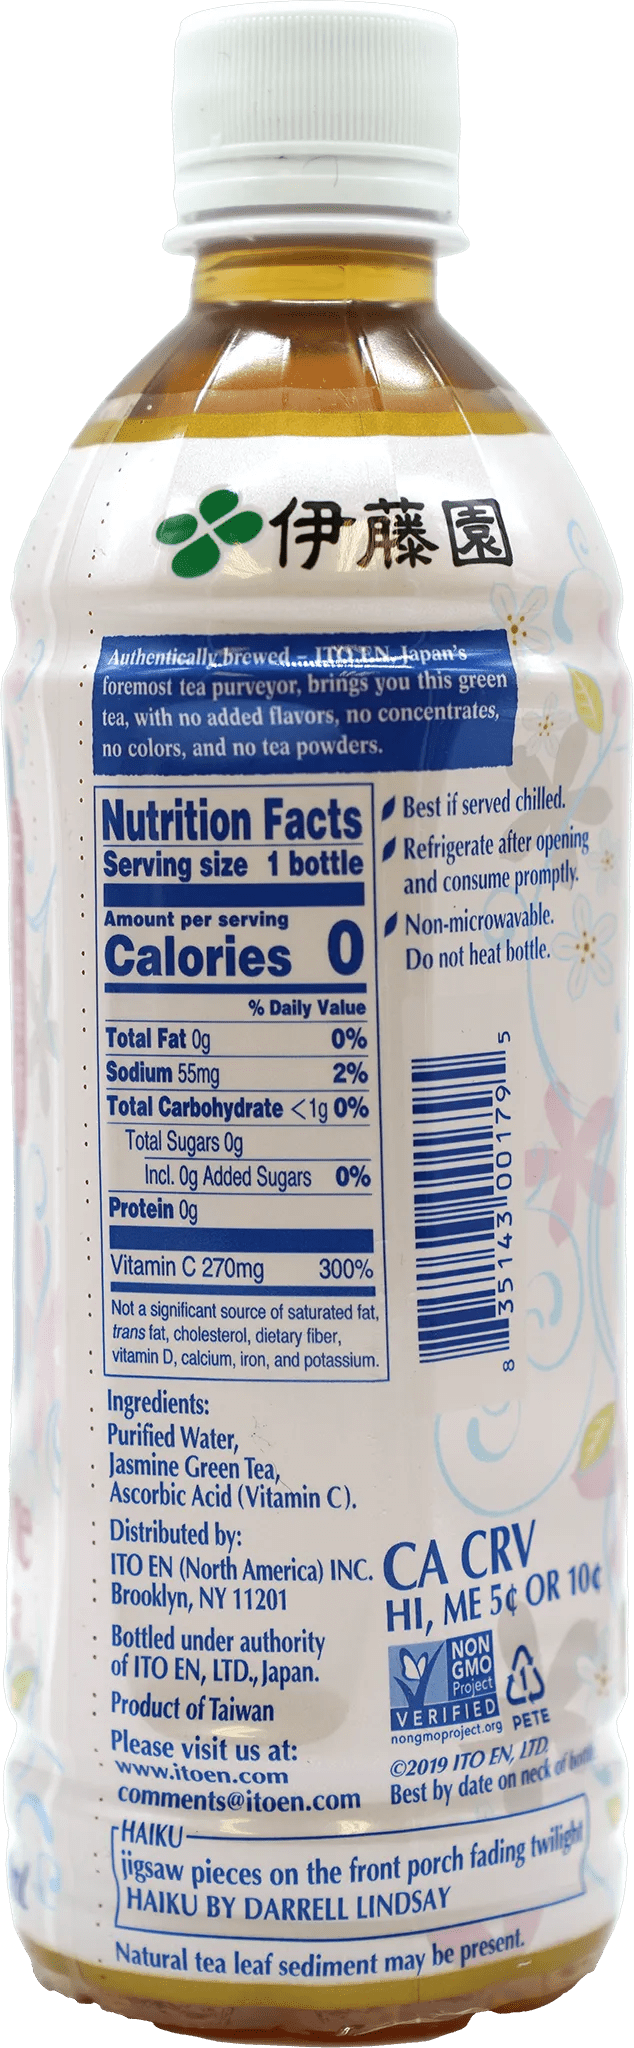 伊藤園
Authentically brewed – ITO EN, Japan's
foremost tea purveyor, brings you this green
tea, with no added flavors, no concentrates,
no colors, and no tea powders.
Nutrition Facts
Serving size 1 bottle
Amount per serving
Calories 0
% Daily Value
Total Fat 0g 0%
Sodium 55mg 2%
Total Carbohydrate <1g 0%
Total Sugars 0g
Incl. 0g Added Sugars 0%
Protein 0g
Vitamin C 270mg 300%
Not a significant source of saturated fat,
trans fat, cholesterol, dietary fiber,
vitamin D, calcium, iron, and potassium.
Best if served chilled.
Refrigerate after opening
and consume promptly.
Non-microwavable.
Do not heat bottle.
8 35143 00179 5
Ingredients:
Purified Water,
Jasmine Green Tea,
Ascorbic Acid (Vitamin C).
Distributed by:
ITO EN (North America) INC.
Brooklyn, NY 11201
Bottled under authority
of ITO EN, LTD., Japan.
Product of Taiwan
Please visit us at:
www.itoen.com
comments@itoen.com
CA CRV
HI, ME 5¢ OR 10¢
NON
GMO
Project
VERIFIED
nongmoproject.org
1
PETE
©2019 ITO EN, LTD.
Best by date on neck of bottle
HAIKU
jigsaw pieces on the front porch fading twilight
HAIKU BY DARRELL LINDSAY
Natural tea leaf sediment may be present.